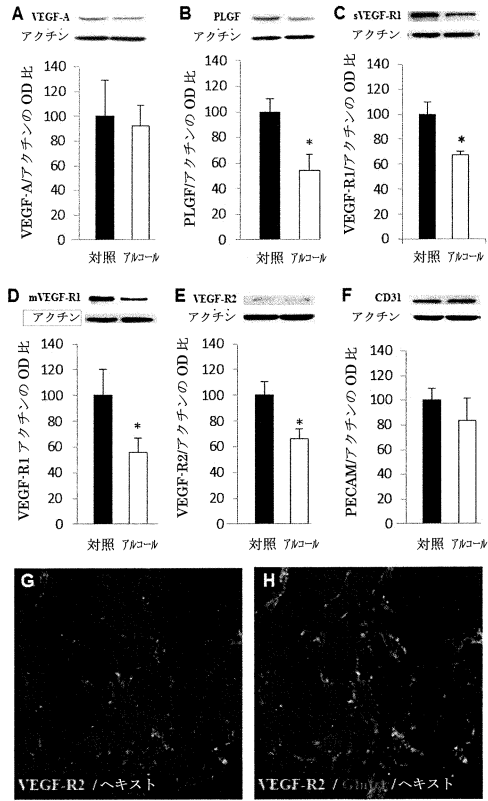 A
VEGF-A
アクチン
VEGF-A/アクチンのOD比
140
120
100
80
60
40
20
0
対照
アルコール
B
PLGF
アクチン
PLGF/アクチンのOD比
140
120
100
80
60
40
20
0
*
対照
アルコール
C
sVEGF-R1
アクチン
VEGF-R1/アクチンのOD比
140
120
100
80
60
40
20
0
*
対照
アルコール
D
mVEGF-R1
アクチン
VEGF-R1アクチンのOD比
140
120
100
80
60
40
20
0
*
対照
アルコール
E
VEGF-R2
アクチン
VEGF-R2/アクチンのOD比
140
120
100
80
60
40
20
0
*
対照
アルコール
F
CD31
アクチン
PECAM/アクチンのOD比
140
120
100
80
60
40
20
0
対照
アルコール
G
VEGF-R2 /ヘキスト
H
VEGF-R2 / /ヘキスト